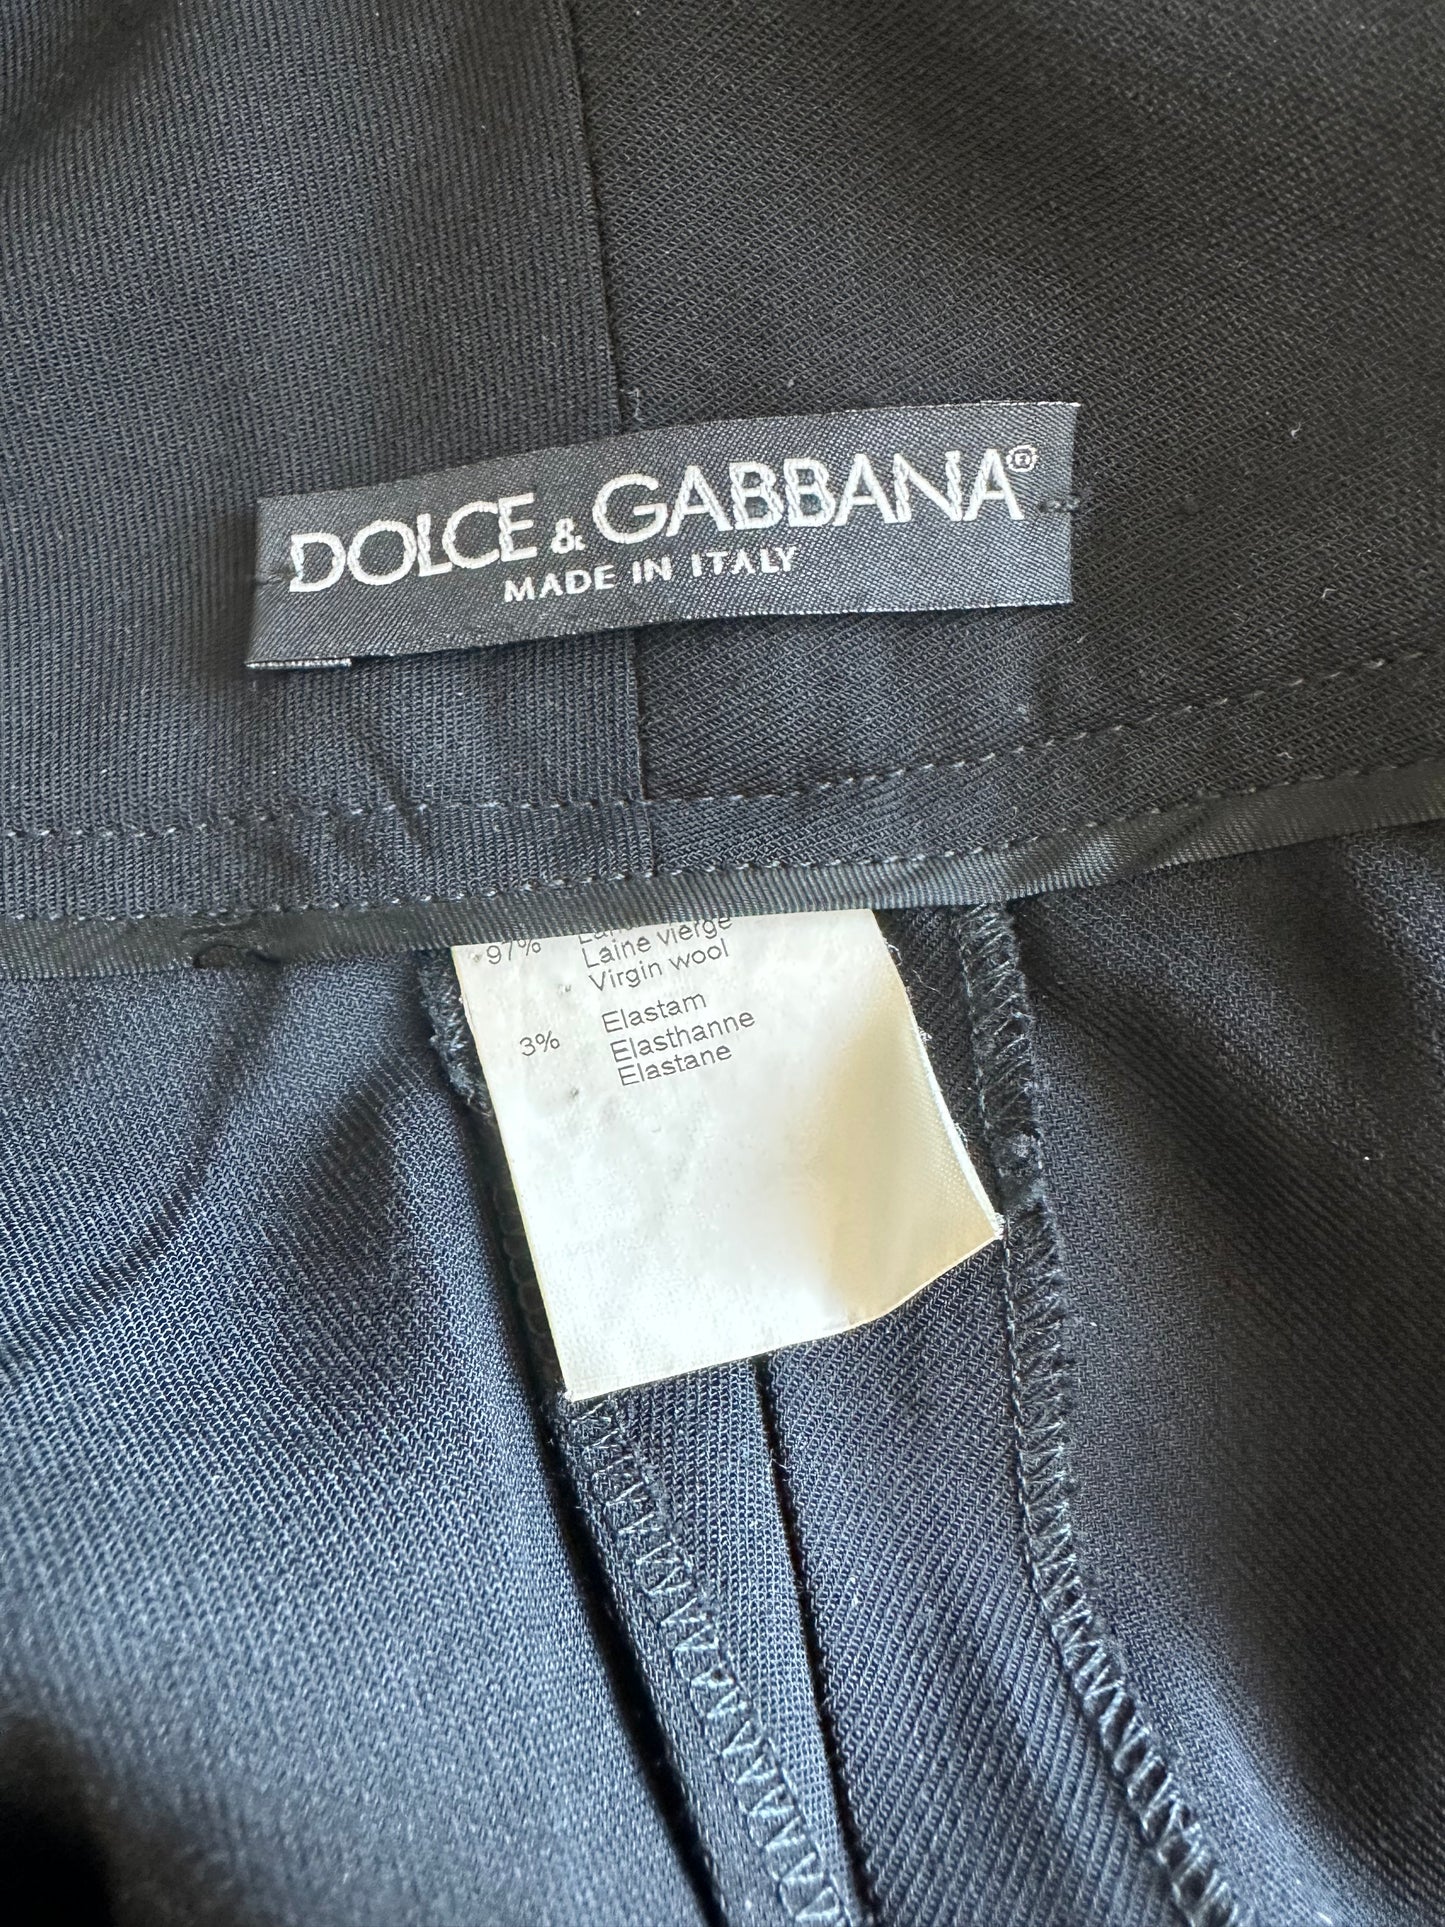 DOLCE & GABBANA®
MADE IN ITALY
97%
Laine vierge
Virgin wool
3% Elastam
Elasthanne
Elastane